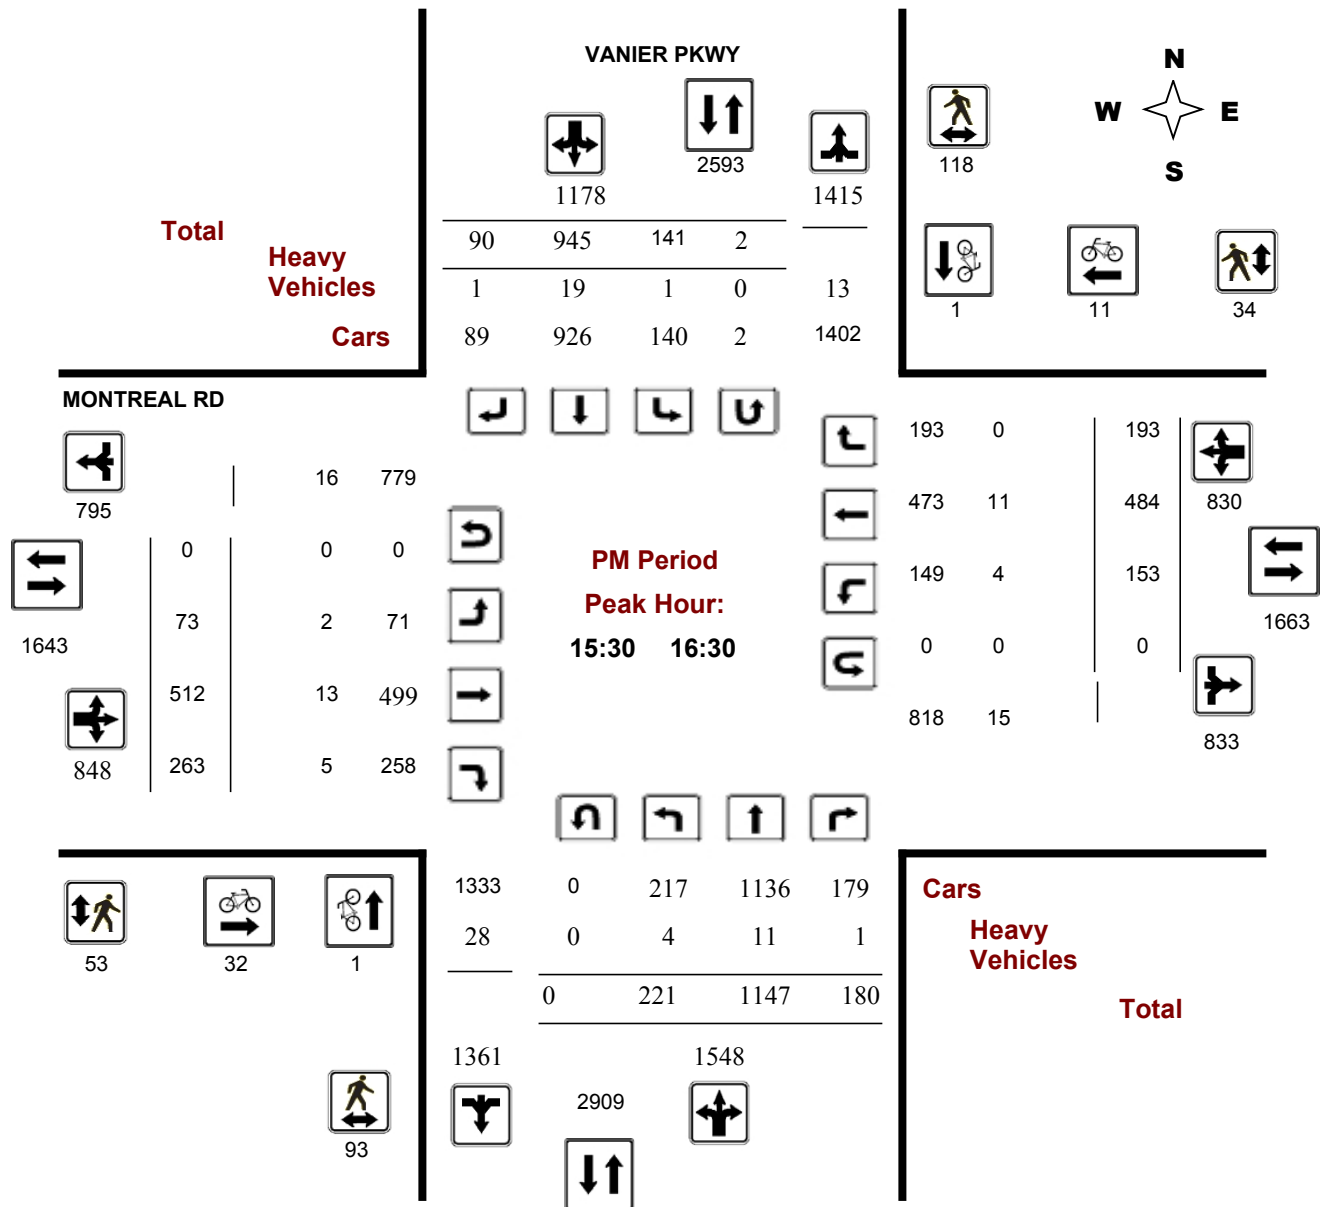 VANIER PKWY
N
W E
S
2593
118
1178
1415
Total
90 945 141 2
Heavy
Vehicles
1 19 1 0 13
Cars
89 926 140 2 1402
1 11 34
MONTREAL RD
193 0 193
16 779
795
473 11 484 830
0 0 0
PM Period
149 4 153
Peak Hour:
73 2 71
1643
15:30 16:30
0 0 0
1663
512 13 499
818 15
833
848 263 5 258
1333 0 217 1136 179
Cars
28 0 4 11 1
Heavy
Vehicles
53 32 1
0 221 1147 180
Total
1361 1548
2909
93